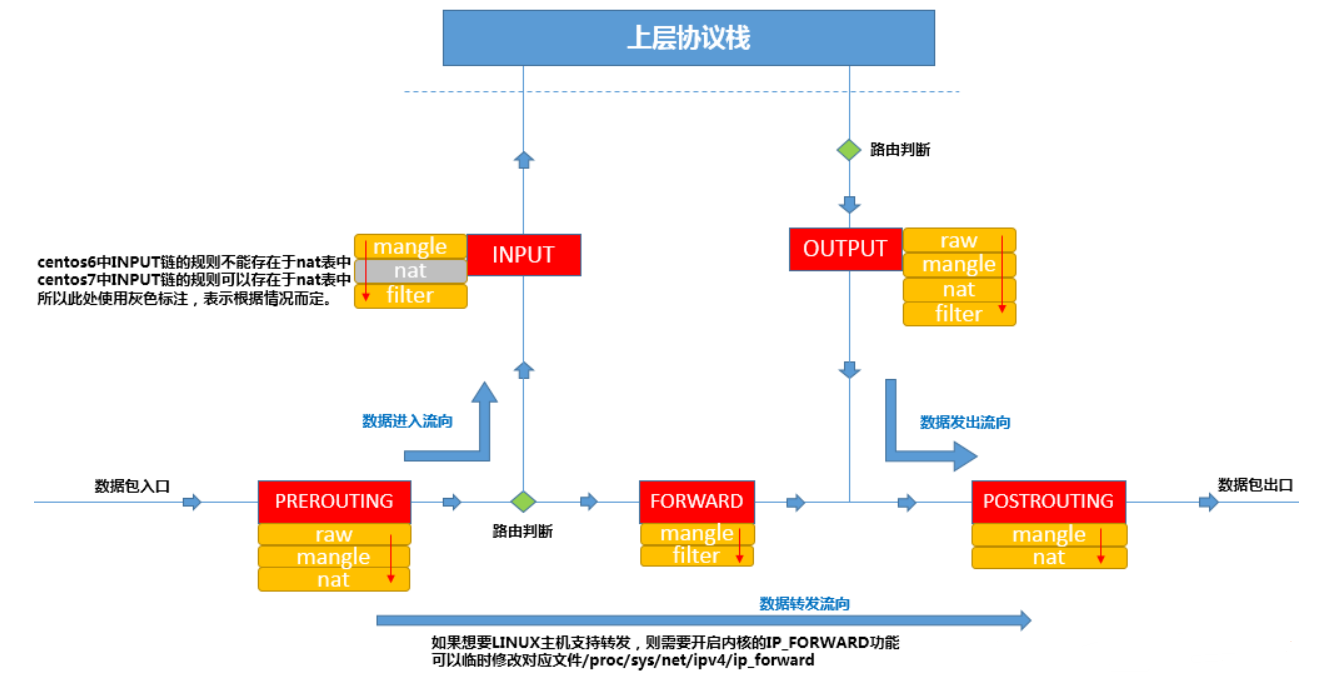 上层协议栈
路由判断
mangle
nat
filter
INPUT
OUTPUT
raw
mangle
nat
filter
centos6中INPUT链的规则不能存在于nat表中
centos7中INPUT链的规则可以存在于nat表中
所以此处使用灰色标注，表示根据情况而定。
数据进入流向
数据发出流向
数据包入口
PREROUTING
raw
mangle
nat
路由判断
FORWARD
mangle
filter
POSTROUTING
mangle
nat
数据包出口
数据转发流向
如果想要LINUX主机支持转发，则需要开启内核的IP_FORWARD功能
可以临时修改对应文件/proc/sys/net/ipv4/ip_forward